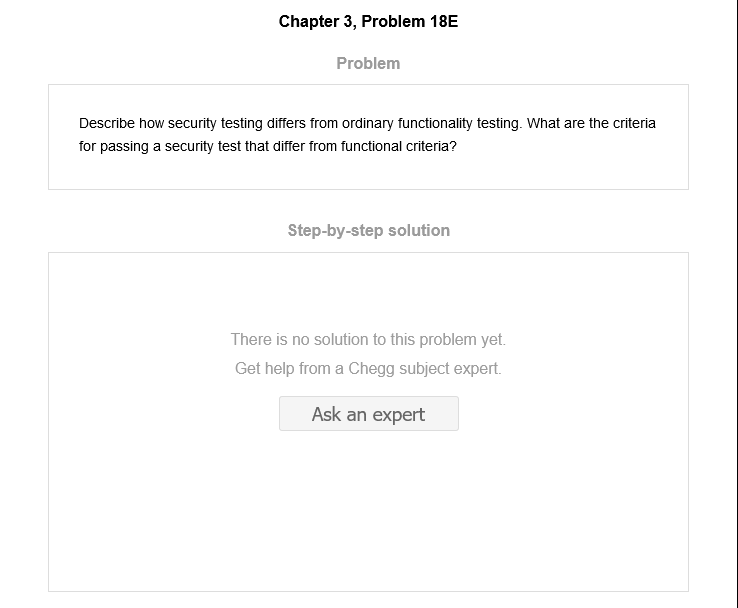 Chapter 3, Problem 18E
Problem
Describe how security testing differs from ordinary functionality testing. What are the criteria
for passing a security test that differ from functional criteria?
Step-by-step solution
There is no solution to this problem yet.
Get help from a Chegg subject expert.
Ask an expert